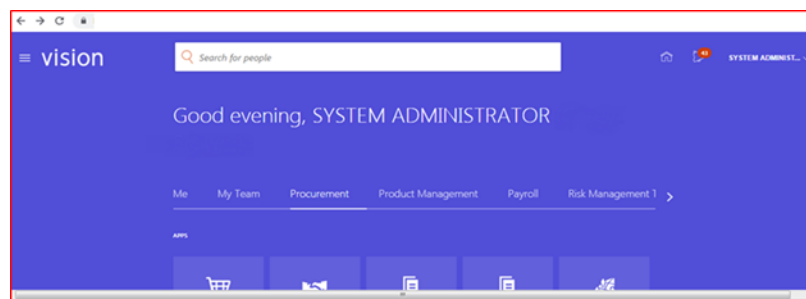 vision
Search for people
42
SYSTEM ADMINIST...
Good evening, SYSTEM ADMINISTRATOR
Me My Team Procurement Product Management Payroll Risk Management
APPS